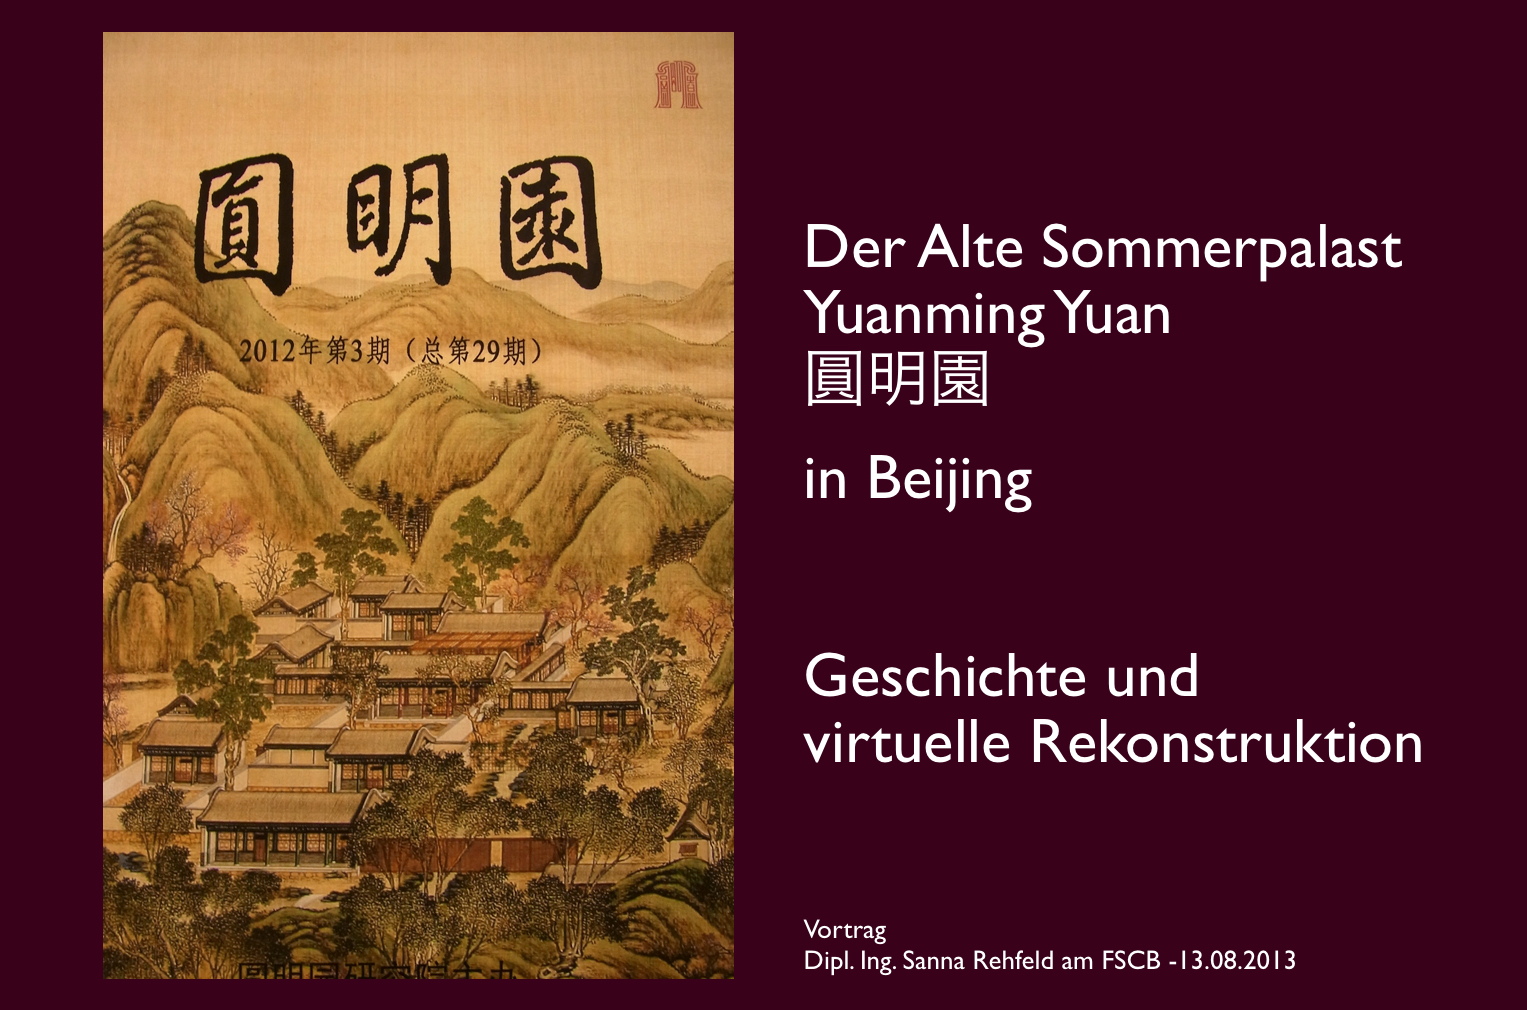 圓明園
2012年第3期（总第29期）
Der Alte Sommerpalast
Yuanming Yuan
圓明園
in Beijing
Geschichte und
virtuelle Rekonstruktion
Vortrag
Dipl. Ing. Sanna Rehfeld am FSCB -13.08.2013